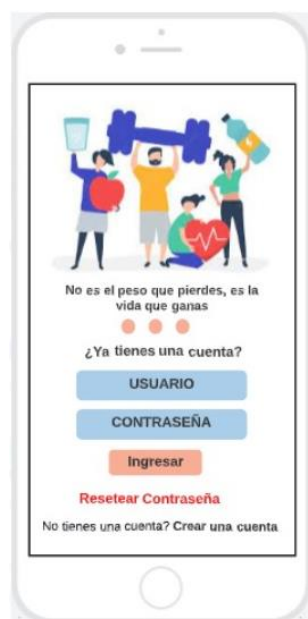 No es el peso que pierdes, es la
vida que ganas
¿Ya tienes una cuenta?
USUARIO
CONTRASEÑA
Ingresar
Resetear Contraseña
No tienes una cuenta? Crear una cuenta